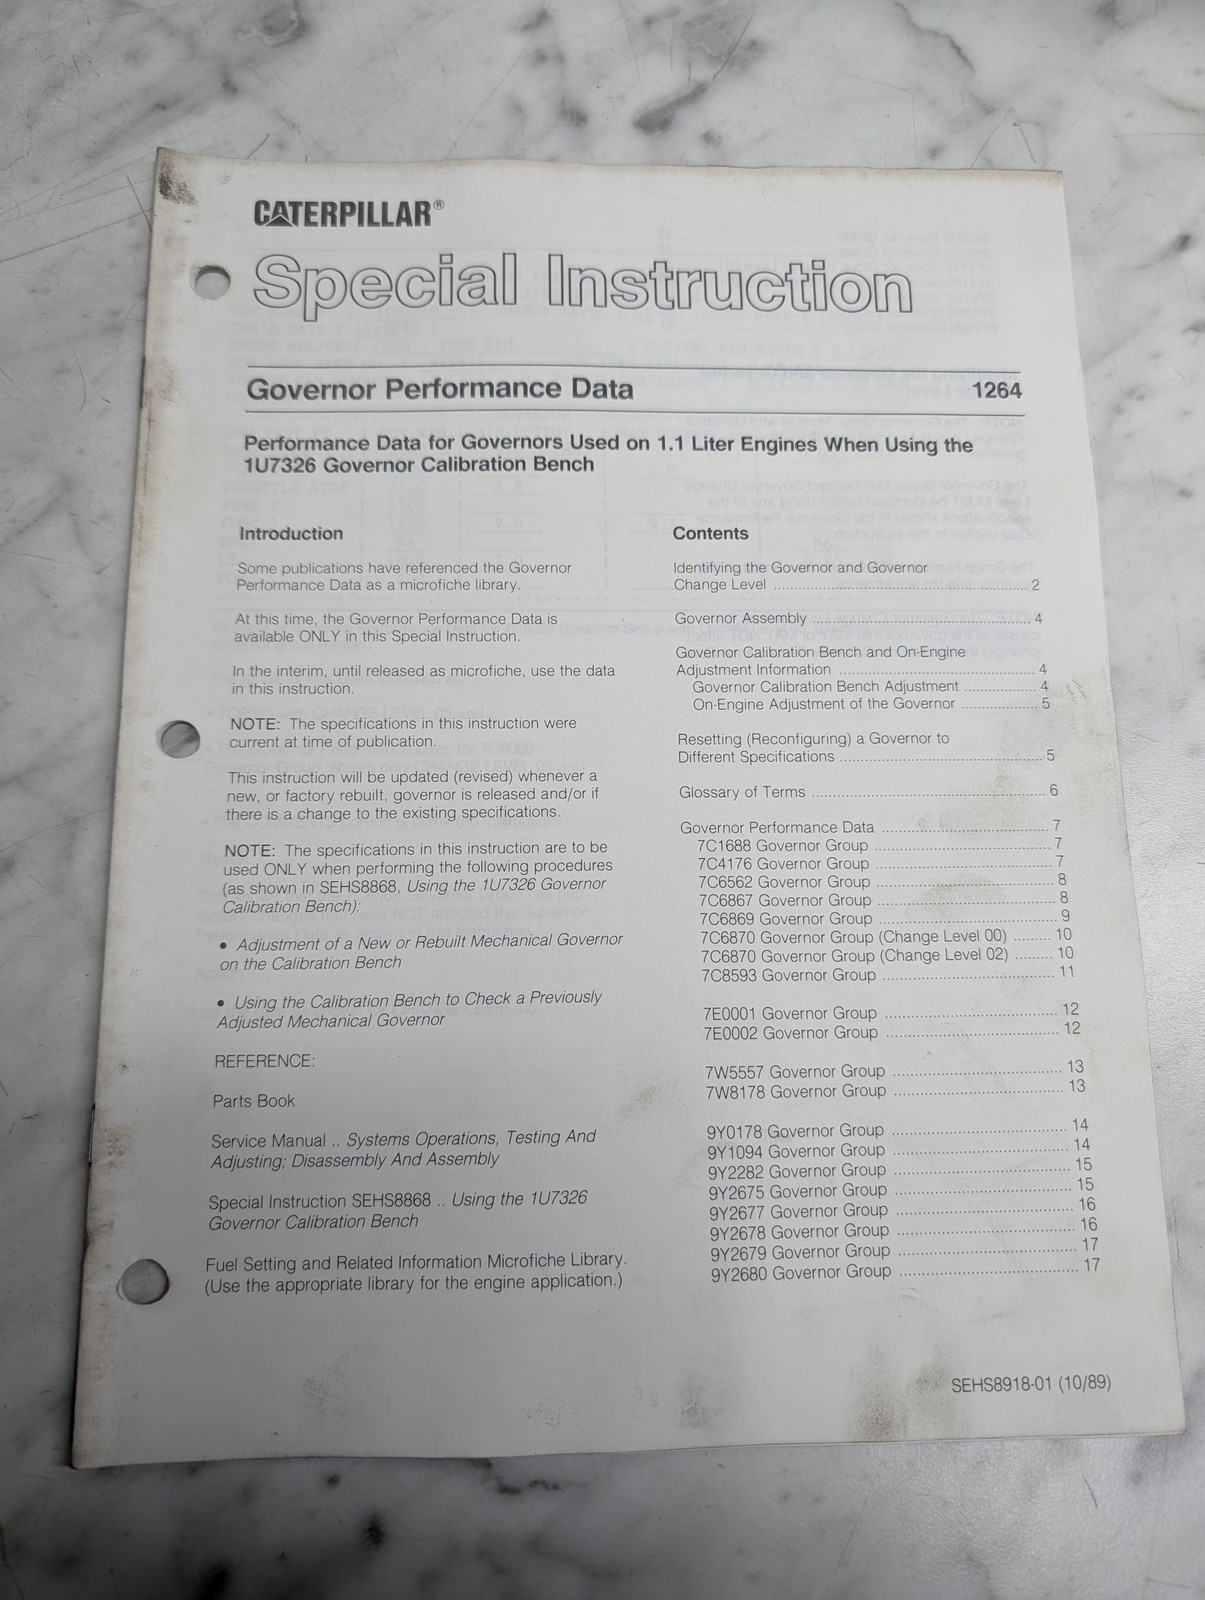 CATERPILLAR®
Special Instruction
Governor Performance Data 1264
Performance Data for Governors Used on 1.1 Liter Engines When Using the
1U7326 Governor Calibration Bench
Introduction
Some publications have referenced the Governor
Performance Data as a microfiche library.
At this time, the Governor Performance Data is
available ONLY in this Special Instruction.
In the interim, until released as microfiche, use the data
in this instruction.
NOTE: The specifications in this instruction were
current at time of publication.
This instruction will be updated (revised) whenever a
new, or factory rebuilt, governor is released and/or if
there is a change to the existing specifications.
NOTE: The specifications in this instruction are to be
used ONLY when performing the following procedures
(as shown in SEHS8868, Using the 1U7326 Governor
Calibration Bench):
• Adjustment of a New or Rebuilt Mechanical Governor
on the Calibration Bench
• Using the Calibration Bench to Check a Previously
Adjusted Mechanical Governor
REFERENCE:
Parts Book
Service Manual .. Systems Operations, Testing And
Adjusting; Disassembly And Assembly
Special Instruction SEHS8868 .. Using the 1U7326
Governor Calibration Bench
Fuel Setting and Related Information Microfiche Library.
(Use the appropriate library for the engine application.)
Contents
Identifying the Governor and Governor
Change Level ..... 2
Governor Assembly ..... 4
Governor Calibration Bench and On-Engine
Adjustment Information ..... 4
Governor Calibration Bench Adjustment ..... 4
On-Engine Adjustment of the Governor ..... 5
Resetting (Reconfiguring) a Governor to
Different Specifications ..... 5
Glossary of Terms ..... 6
Governor Performance Data ..... 7
7C1688 Governor Group ..... 7
7C4176 Governor Group ..... 7
7C6562 Governor Group ..... 8
7C6867 Governor Group ..... 8
7C6869 Governor Group ..... 9
7C6870 Governor Group (Change Level 00) ..... 10
7C6870 Governor Group (Change Level 02) ..... 10
7C8593 Governor Group ..... 11
7E0001 Governor Group ..... 12
7E0002 Governor Group ..... 12
7W5557 Governor Group ..... 13
7W8178 Governor Group ..... 13
9Y0178 Governor Group ..... 14
9Y1094 Governor Group ..... 14
9Y2282 Governor Group ..... 15
9Y2675 Governor Group ..... 15
9Y2677 Governor Group ..... 16
9Y2678 Governor Group ..... 16
9Y2679 Governor Group ..... 17
9Y2680 Governor Group ..... 17
SEHS8918-01 (10/89)